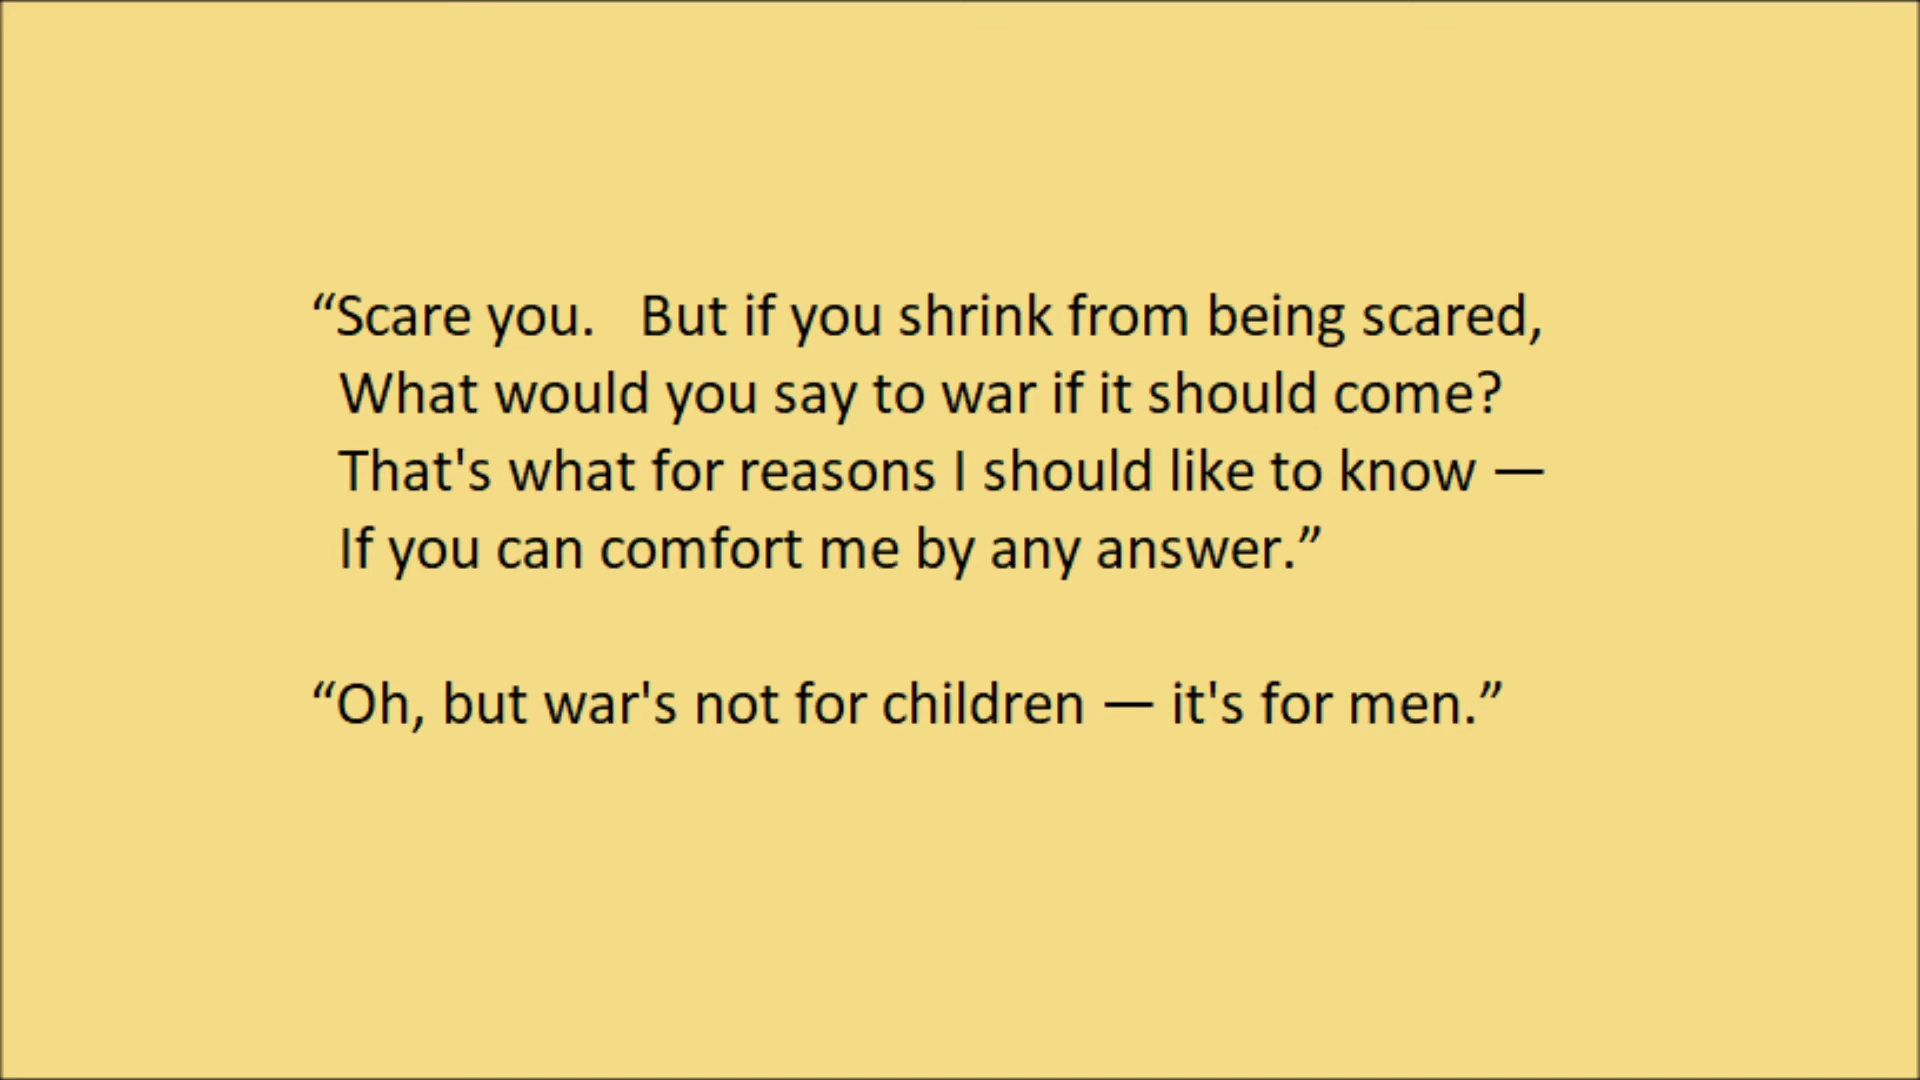 “Scare you.   But if you shrink from being scared,
What would you say to war if it should come?
That's what for reasons I should like to know —
If you can comfort me by any answer.”
“Oh, but war's not for children — it's for men.”